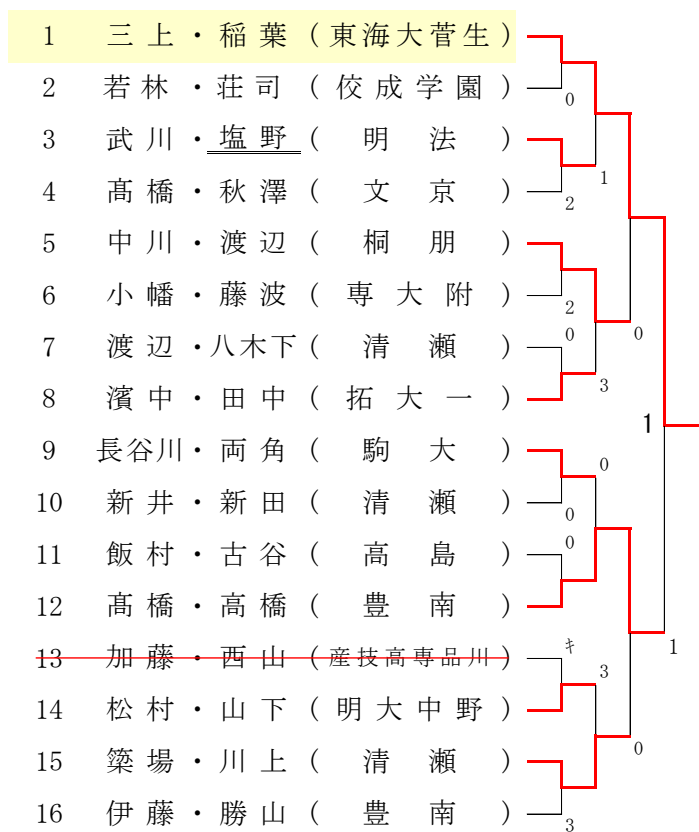 1 三上・稲葉 (東海大菅生)
2 若林・荘司 (佼成学園)
0
3 武川・塩野 (明法)
1
4 髙橋・秋澤 (文京)
2
5 中川・渡辺 (桐朋)
6 小幡・藤波 (専大附)
2
0 0
7 渡辺・八木下 (清瀬)
3
8 濱中・田中 (拓大一)
1
9 長谷川・両角 (駒大)
0
10 新井・新田 (清瀬)
0
0
11 飯村・古谷 (高島)
12 髙橋・高橋 (豊南)
キ 1
13 加藤・西山 (産技高専品川)
3
14 松村・山下 (明大中野)
0
15 築場・川上 (清瀬)
16 伊藤・勝山 (豊南)
3